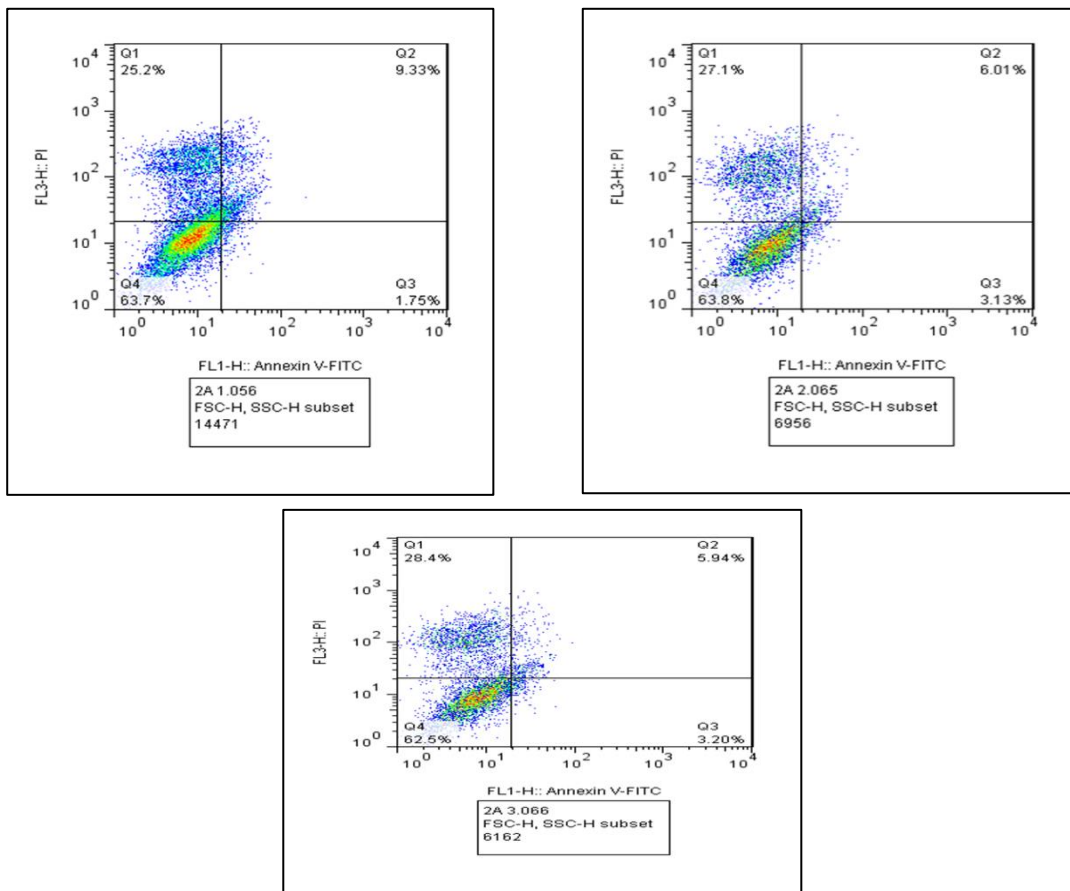 10^4
Q1
25.2%
Q2
9.33%
10^3
10^2
10^1
10^0
Q4
63.7%
Q3
1.75%
10^0 10^1 10^2 10^3 10^4
FL3-H:: PI
FL1-H:: Annexin V-FITC
2A 1.056
FSC-H, SSC-H subset
14471
10^4
Q1
27.1%
Q2
6.01%
10^3
10^2
10^1
10^0
Q4
63.8%
Q3
3.13%
10^0 10^1 10^2 10^3 10^4
FL3-H:: PI
FL1-H:: Annexin V-FITC
2A 2.065
FSC-H, SSC-H subset
6956
10^4
Q1
28.4%
Q2
5.94%
10^3
10^2
10^1
10^0
Q4
62.5%
Q3
3.20%
10^0 10^1 10^2 10^3 10^4
FL3-H:: PI
FL1-H:: Annexin V-FITC
2A 3.066
FSC-H, SSC-H subset
6162